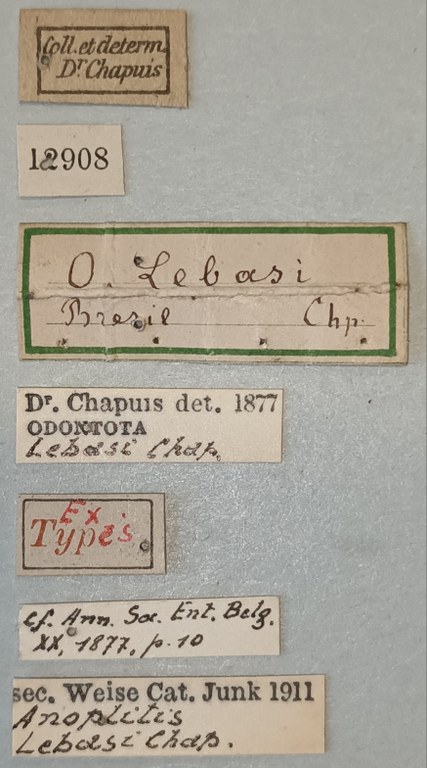 Coll. et determ.
Dr Chapuis
12908
O. Lebasi
Bresil Chp.
Dr. Chapuis det. 1877
ODONTOTA
Lebasi Chap.
Ex
Typis
cf. Ann. Soc. Ent. Belg.
XX, 1877, p. 10
sec. Weise Cat. Junk 1911
Anoplitis
Lebasi Chap.